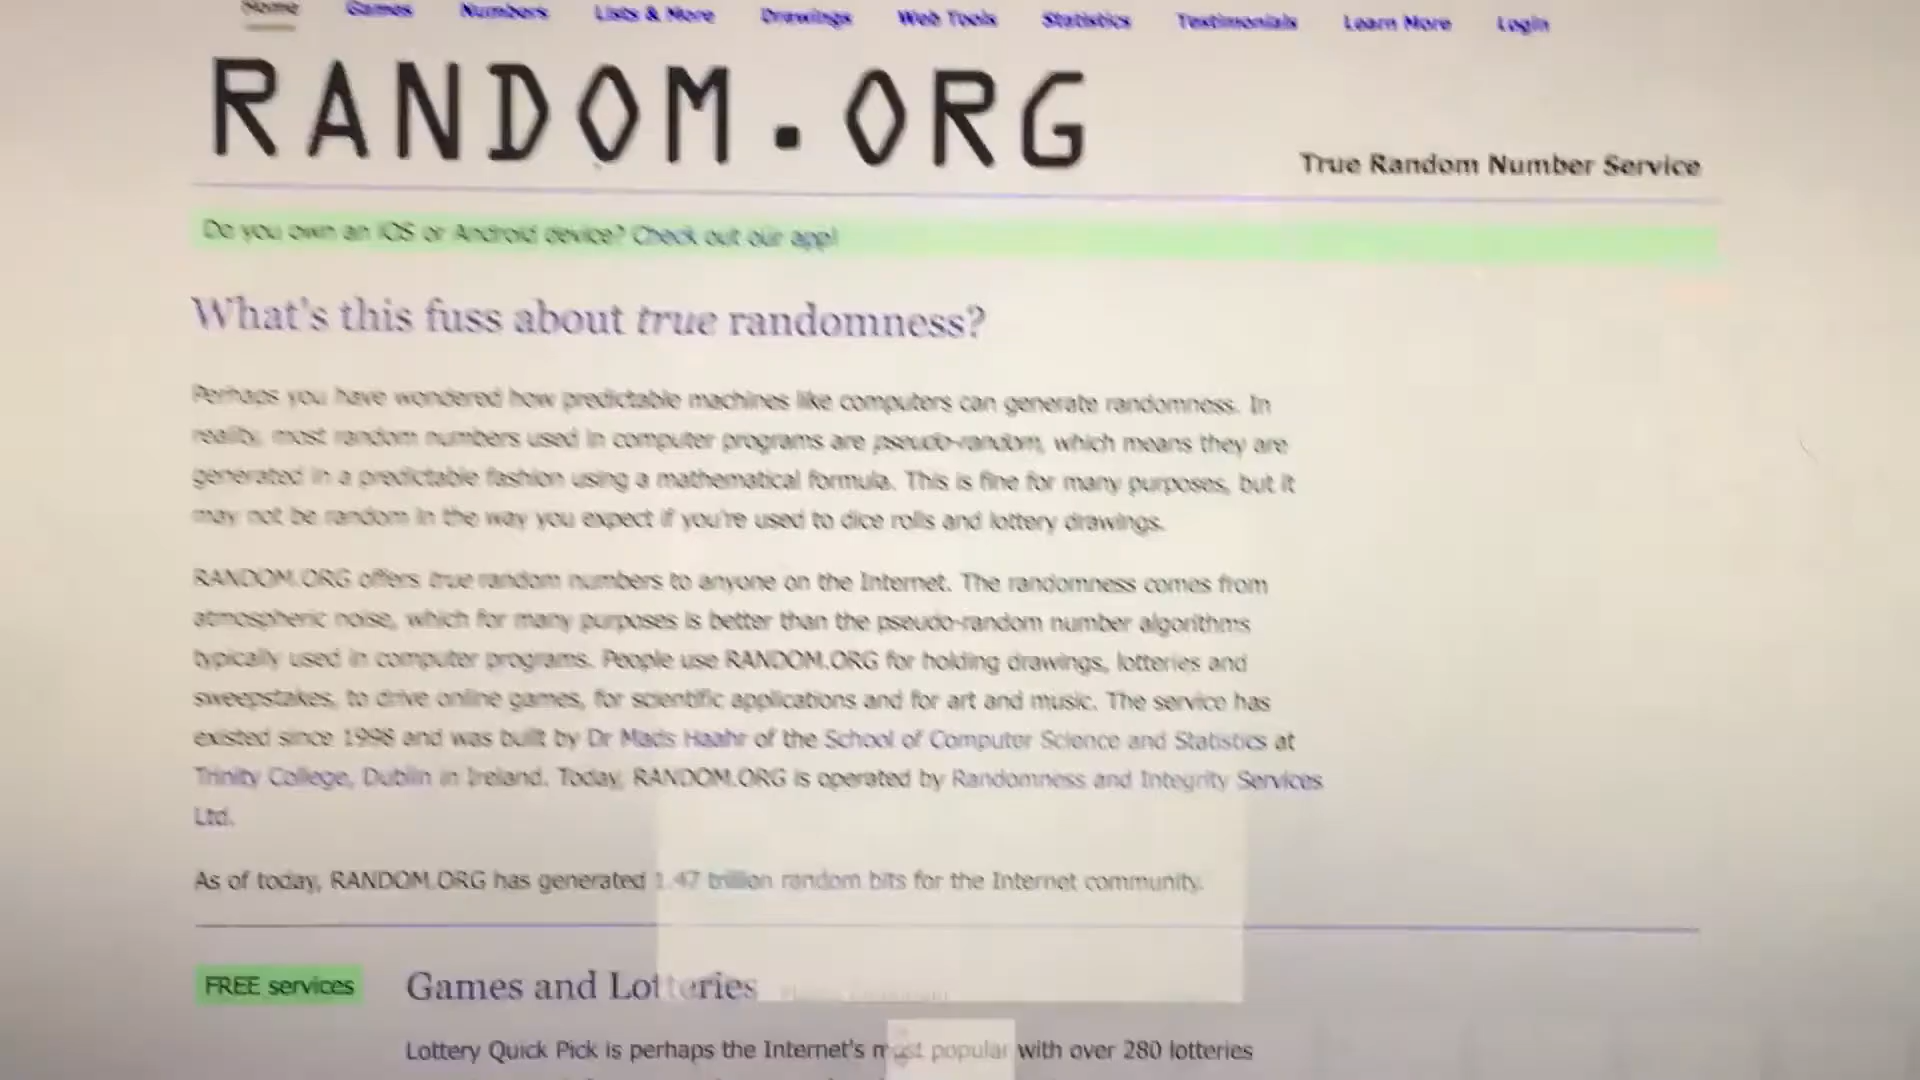 Home Games Numbers Lists & More Drawings Web Tools Statistics Testimonials Learn More Login
RANDOM.ORG
True Random Number Service
Do you own an iOS or Android device? Check out our app!
What's this fuss about true randomness?
Perhaps you have wondered how predictable machines like computers can generate randomness. In
reality, most random numbers used in computer programs are pseudo-random, which means they are
generated in a predictable fashion using a mathematical formula. This is fine for many purposes, but it
may not be random in the way you expect if you're used to dice rolls and lottery drawings.
RANDOM.ORG offers true random numbers to anyone on the Internet. The randomness comes from
atmospheric noise, which for many purposes is better than the pseudo-random number algorithms
typically used in computer programs. People use RANDOM.ORG for holding drawings, lotteries and
sweepstakes, to drive online games, for scientific applications and for art and music. The service has
existed since 1998 and was built by Dr Mads Haahr of the School of Computer Science and Statistics at
Trinity College, Dublin in Ireland. Today, RANDOM.ORG is operated by Randomness and Integrity Services
Ltd.
As of today, RANDOM.ORG has generated 1.47 trillion random bits for the Internet community.
FREE services
Games and Lotteries
Lottery Quick Pick is perhaps the Internet's most popular with over 280 lotteries